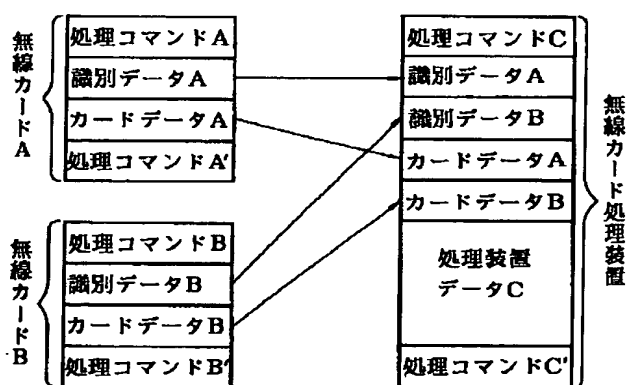 無線カードA
処理コマンドA
識別データA
カードデータA
処理コマンドA'
無線カードB
処理コマンドB
識別データB
カードデータB
処理コマンドB'
処理コマンドC
識別データA
識別データB
カードデータA
カードデータB
処理装置
データC
処理コマンドC'
無線カード処理装置